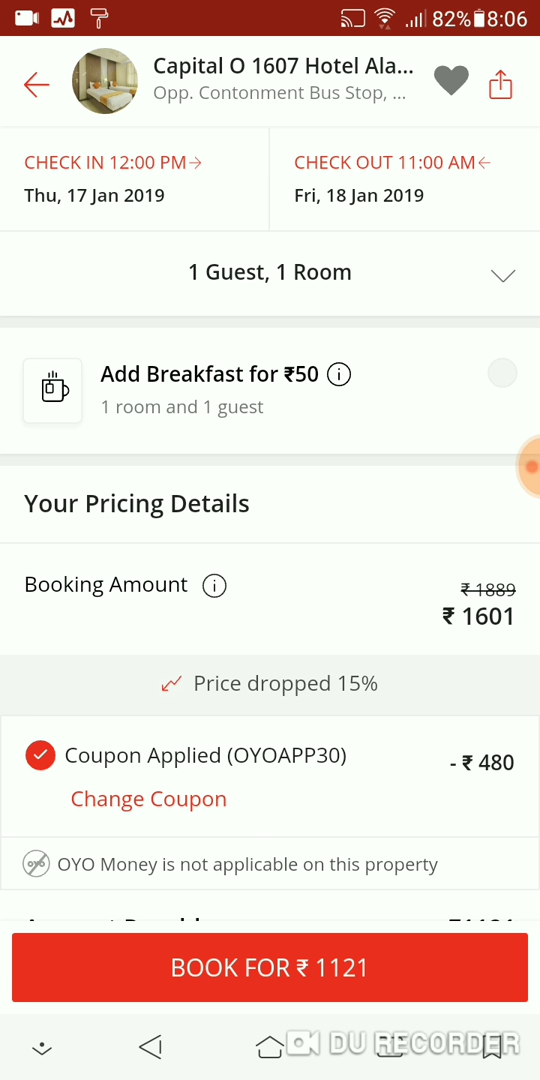 82% 8:06
Capital O 1607 Hotel Ala...
Opp. Contonment Bus Stop, ...
CHECK IN 12:00 PM→
CHECK OUT 11:00 AM←
Thu, 17 Jan 2019
Fri, 18 Jan 2019
1 Guest, 1 Room
Add Breakfast for ₹50
1 room and 1 guest
Your Pricing Details
Booking Amount
₹ 1889
₹ 1601
Price dropped 15%
Coupon Applied (OYOAPP30)
- ₹ 480
Change Coupon
OYO Money is not applicable on this property
BOOK FOR ₹ 1121
DU RECORDER